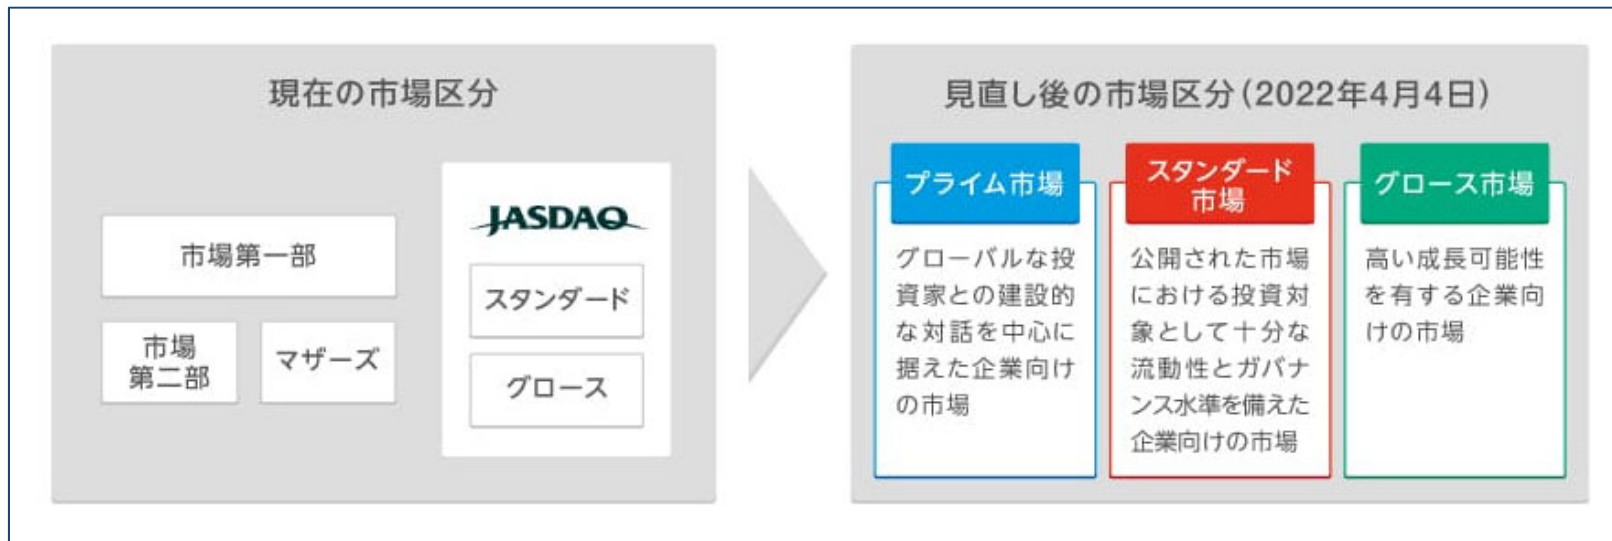 現在の市場区分
市場第一部
市場
第二部
マザーズ
JASDAQ
スタンダード
グロース
見直し後の市場区分(2022年4月4日)
プライム市場
グローバルな投
資家との建設的
な対話を中心に
据えた企業向け
の市場
スタンダード
市場
公開された市場
における投資対
象として十分な
流動性とガバナ
ンス水準を備えた
企業向けの市場
グロース市場
高い成長可能性
を有する企業向
けの市場